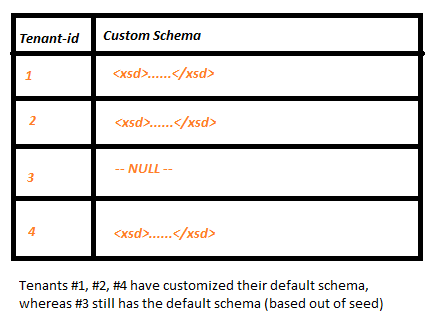 Tenant-id Custom Schema
1 <xsd>......</xsd>
2 <xsd>......</xsd>
3 -- NULL --
4 <xsd>......</xsd>
Tenants #1, #2, #4 have customized their default schema,
whereas #3 still has the default schema (based out of seed)